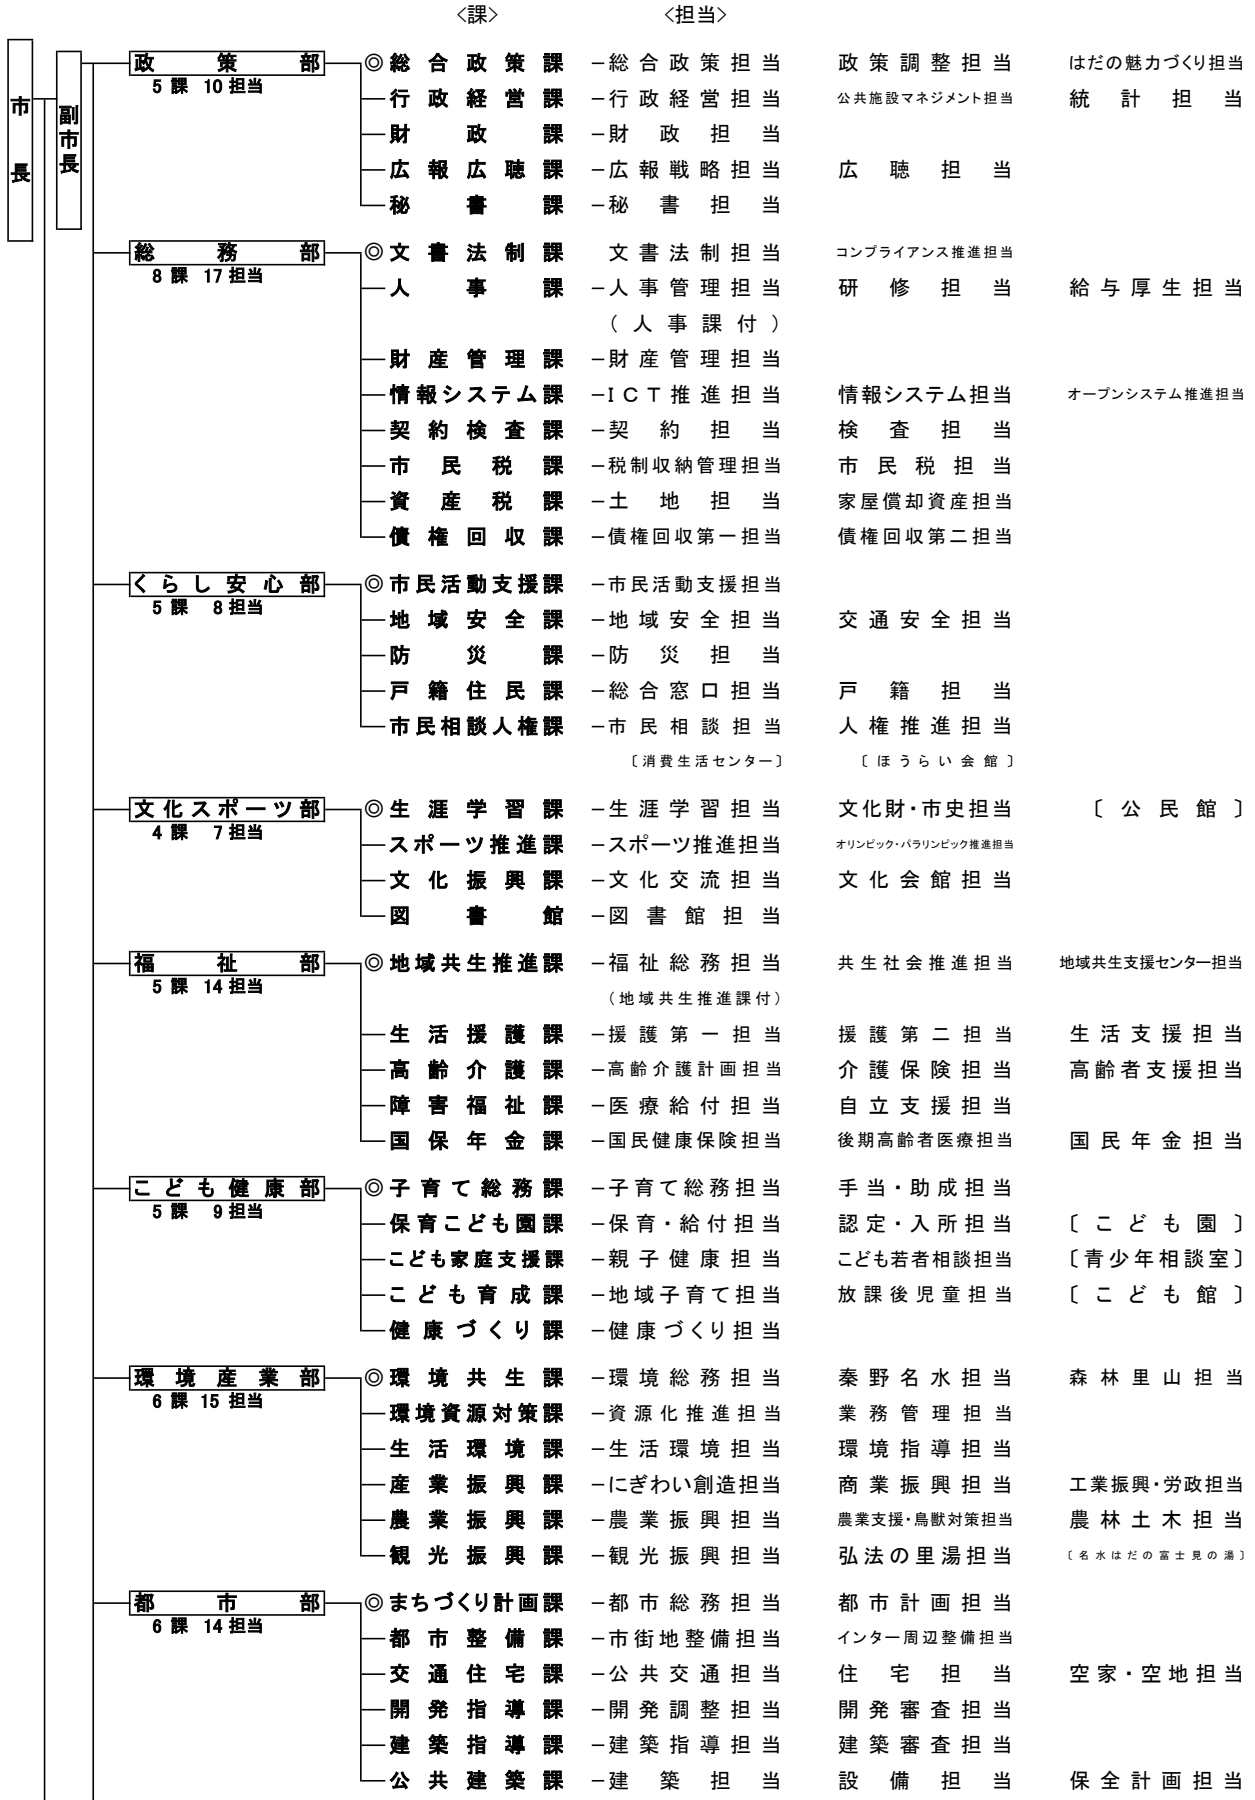 <課> <担当>
市長
副市長
政策部 ◎総合政策課 －総合政策担当 政策調整担当 はだの魅力づくり担当
5課 10担当 行政経営課 －行政経営担当 公共施設マネジメント担当 統計担当
財政課 －財政担当
広報広聴課 －広報戦略担当 広聴担当
秘書課 －秘書担当
総務部 ◎文書法制課 文書法制担当 コンプライアンス推進担当
8課 17担当 人事課 －人事管理担当 研修担当 給与厚生担当
（人事課付）
財産管理課 －財産管理担当
情報システム課 －ＩＣＴ推進担当 情報システム担当 オープンシステム推進担当
契約検査課 －契約担当 検査担当
市民税課 －税制収納管理担当 市民税担当
資産税課 －土地担当 家屋償却資産担当
債権回収課 －債権回収第一担当 債権回収第二担当
くらし安心部 ◎市民活動支援課 －市民活動支援担当
5課 8担当 地域安全課 －地域安全担当 交通安全担当
防災課 －防災担当
戸籍住民課 －総合窓口担当 戸籍担当
市民相談人権課 －市民相談担当 人権推進担当
〔消費生活センター〕 〔ほうらい会館〕
文化スポーツ部 ◎生涯学習課 －生涯学習担当 文化財・市史担当 〔公民館〕
4課 7担当 スポーツ推進課 －スポーツ推進担当 オリンピック・パラリンピック推進担当
文化振興課 －文化交流担当 文化会館担当
図書館 －図書館担当
福祉部 ◎地域共生推進課 －福祉総務担当 共生社会推進担当 地域共生支援センター担当
5課 14担当 （地域共生推進課付）
生活援護課 －援護第一担当 援護第二担当 生活支援担当
高齢介護課 －高齢介護計画担当 介護保険担当 高齢者支援担当
障害福祉課 －医療給付担当 自立支援担当
国保年金課 －国民健康保険担当 後期高齢者医療担当 国民年金担当
こども健康部 ◎子育て総務課 －子育て総務担当 手当・助成担当
5課 9担当 保育こども園課 －保育・給付担当 認定・入所担当 〔こども園〕
こども家庭支援課 －親子健康担当 こども若者相談担当 〔青少年相談室〕
こども育成課 －地域子育て担当 放課後児童担当 〔こども館〕
健康づくり課 －健康づくり担当
環境産業部 ◎環境共生課 －環境総務担当 秦野名水担当 森林里山担当
6課 15担当 環境資源対策課 －資源化推進担当 業務管理担当
生活環境課 －生活環境担当 環境指導担当
産業振興課 －にぎわい創造担当 商業振興担当 工業振興・労政担当
農業振興課 －農業振興担当 農業支援・鳥獣対策担当 農林土木担当
観光振興課 －観光振興担当 弘法の里湯担当 〔名水はだの富士見の湯〕
都市部 ◎まちづくり計画課 －都市総務担当 都市計画担当
6課 14担当 都市整備課 －市街地整備担当 インター周辺整備担当
交通住宅課 －公共交通担当 住宅担当 空家・空地担当
開発指導課 －開発調整担当 開発審査担当
建築指導課 －建築指導担当 建築審査担当
公共建築課 －建築担当 設備担当 保全計画担当